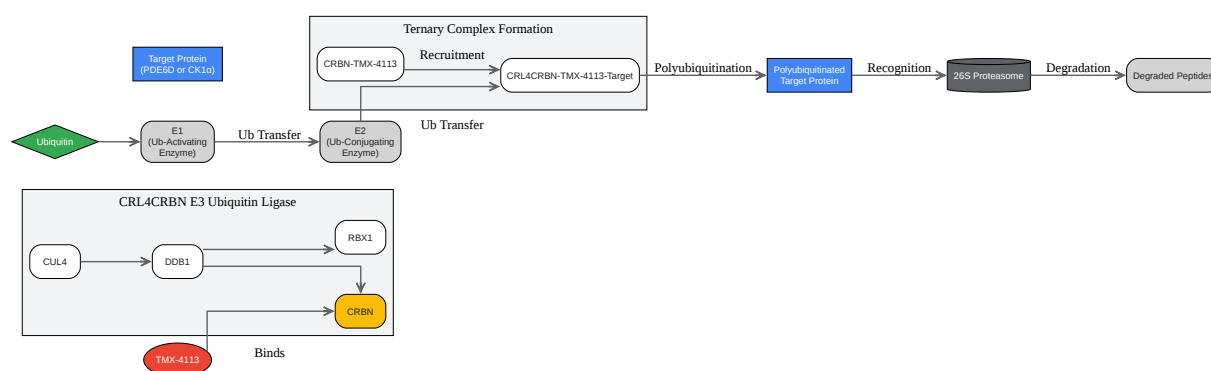 Ternary Complex Formation
Target Protein
(PDE6D or CK1α)
CRBN-TMX-4113
Recruitment
CRL4CRBN-TMX-4113-Target
Polyubiquitination
Polyubiquitinated
Target Protein
Recognition
26S Proteasome
Degradation
Degraded Peptides
Ubiquitin
E1
(Ub-Activating
Enzyme)
Ub Transfer
E2
(Ub-Conjugating
Enzyme)
Ub Transfer
CRL4CRBN E3 Ubiquitin Ligase
CUL4
DDB1
RBX1
CRBN
TMX-4113
Binds